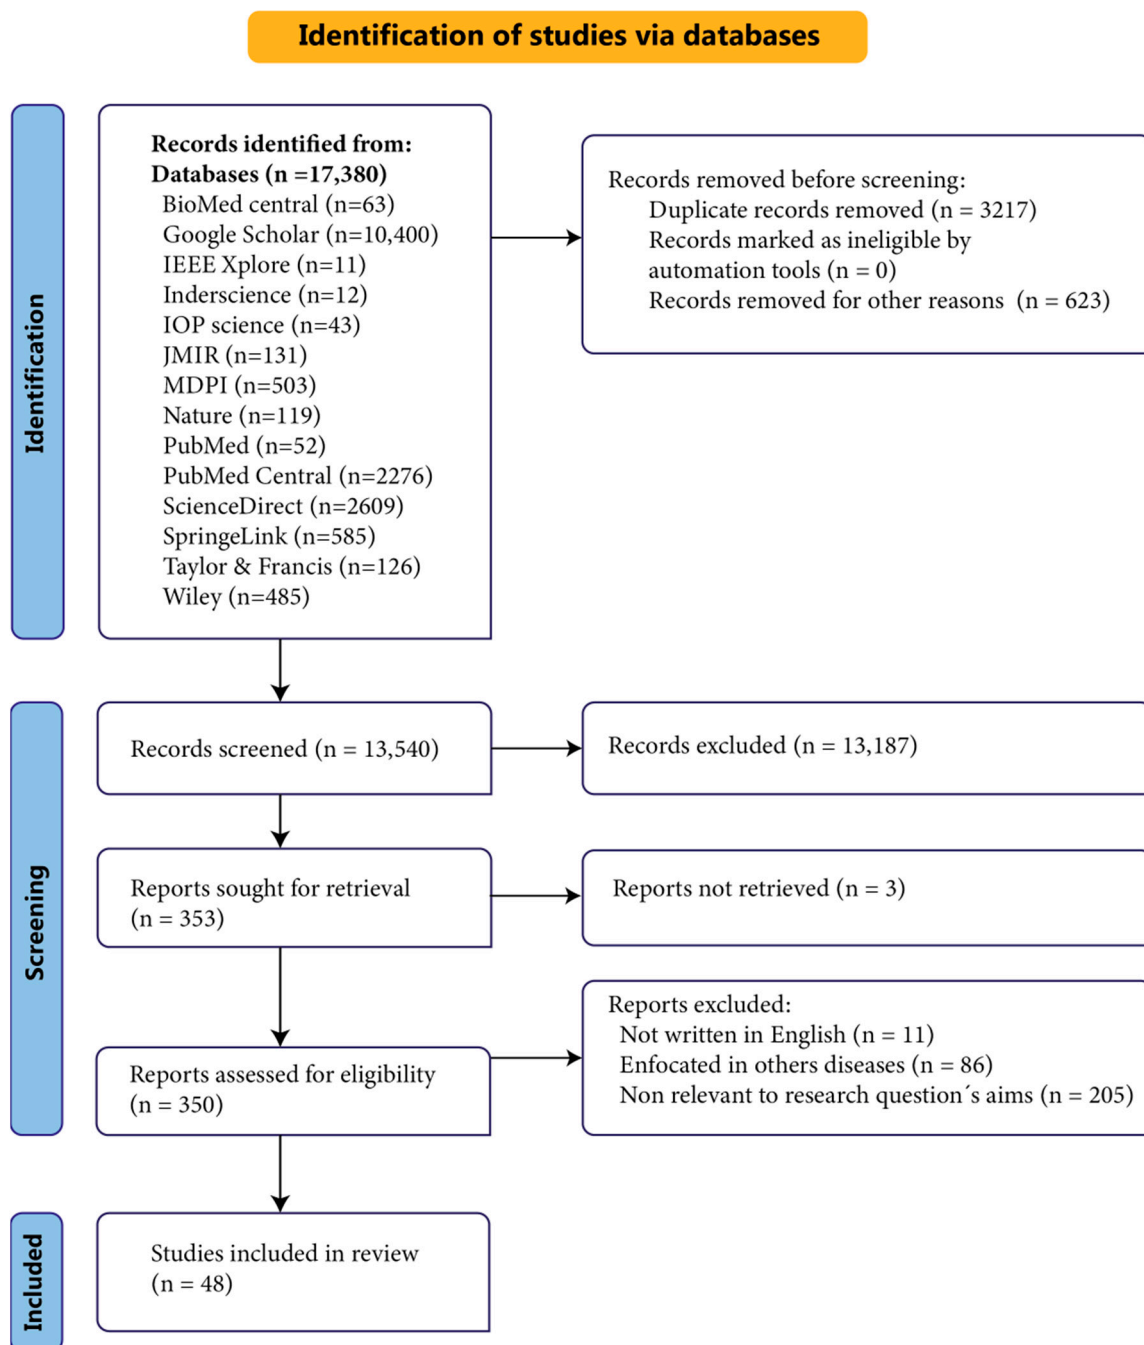 Identification of studies via databases
Identification
Records identified from:
Databases (n =17,380)
BioMed central (n=63)
Google Scholar (n=10,400)
IEEE Xplore (n=11)
Inderscience (n=12)
IOP science (n=43)
JMIR (n=131)
MDPI (n=503)
Nature (n=119)
PubMed (n=52)
PubMed Central (n=2276)
ScienceDirect (n=2609)
SpringeLink (n=585)
Taylor & Francis (n=126)
Wiley (n=485)
Records removed before screening:
Duplicate records removed (n = 3217)
Records marked as ineligible by
automation tools (n = 0)
Records removed for other reasons (n = 623)
Screening
Records screened (n = 13,540)
Records excluded (n = 13,187)
Reports sought for retrieval
(n = 353)
Reports not retrieved (n = 3)
Reports assessed for eligibility
(n = 350)
Reports excluded:
Not written in English (n = 11)
Enfocated in others diseases (n = 86)
Non relevant to research question´s aims (n = 205)
Included
Studies included in review
(n = 48)